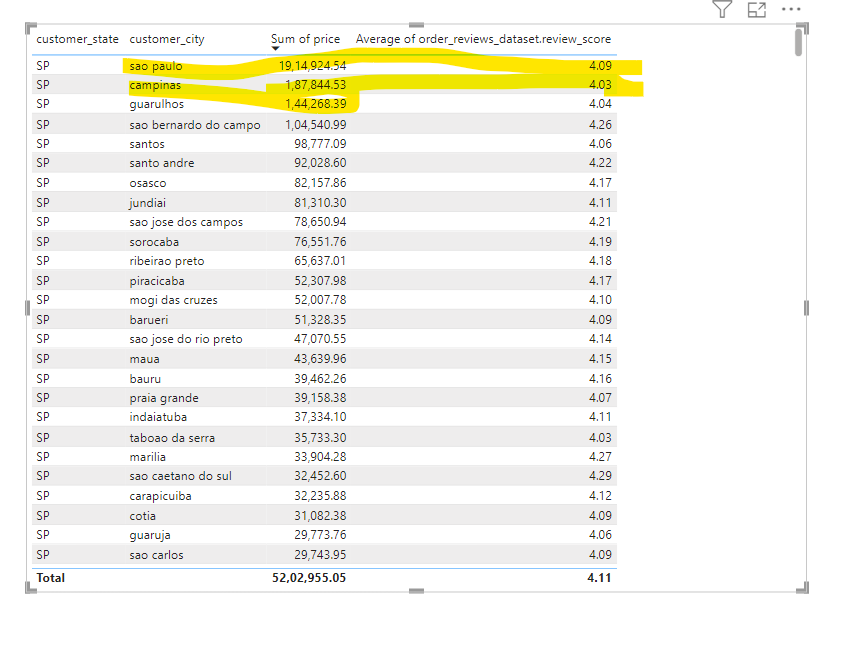 customer_state customer_city Sum of price Average of order_reviews_dataset.review_score
SP sao paulo 19,14,924.54 4.09
SP campinas 1,87,844.53 4.03
SP guarulhos 1,44,268.39 4.04
SP sao bernardo do campo 1,04,540.99 4.26
SP santos 98,777.09 4.06
SP santo andre 92,028.60 4.22
SP osasco 82,157.86 4.17
SP jundiai 81,310.30 4.11
SP sao jose dos campos 78,650.94 4.21
SP sorocaba 76,551.76 4.19
SP ribeirao preto 65,637.01 4.18
SP piracicaba 52,307.98 4.17
SP mogi das cruzes 52,007.78 4.10
SP barueri 51,328.35 4.09
SP sao jose do rio preto 47,070.55 4.14
SP maua 43,639.96 4.15
SP bauru 39,462.26 4.16
SP praia grande 39,158.38 4.07
SP indaiatuba 37,334.10 4.11
SP taboao da serra 35,733.30 4.03
SP marilia 33,904.28 4.27
SP sao caetano do sul 32,452.60 4.29
SP carapicuiba 32,235.88 4.12
SP cotia 31,082.38 4.09
SP guaruja 29,773.76 4.06
SP sao carlos 29,743.95 4.09
Total 52,02,955.05 4.11